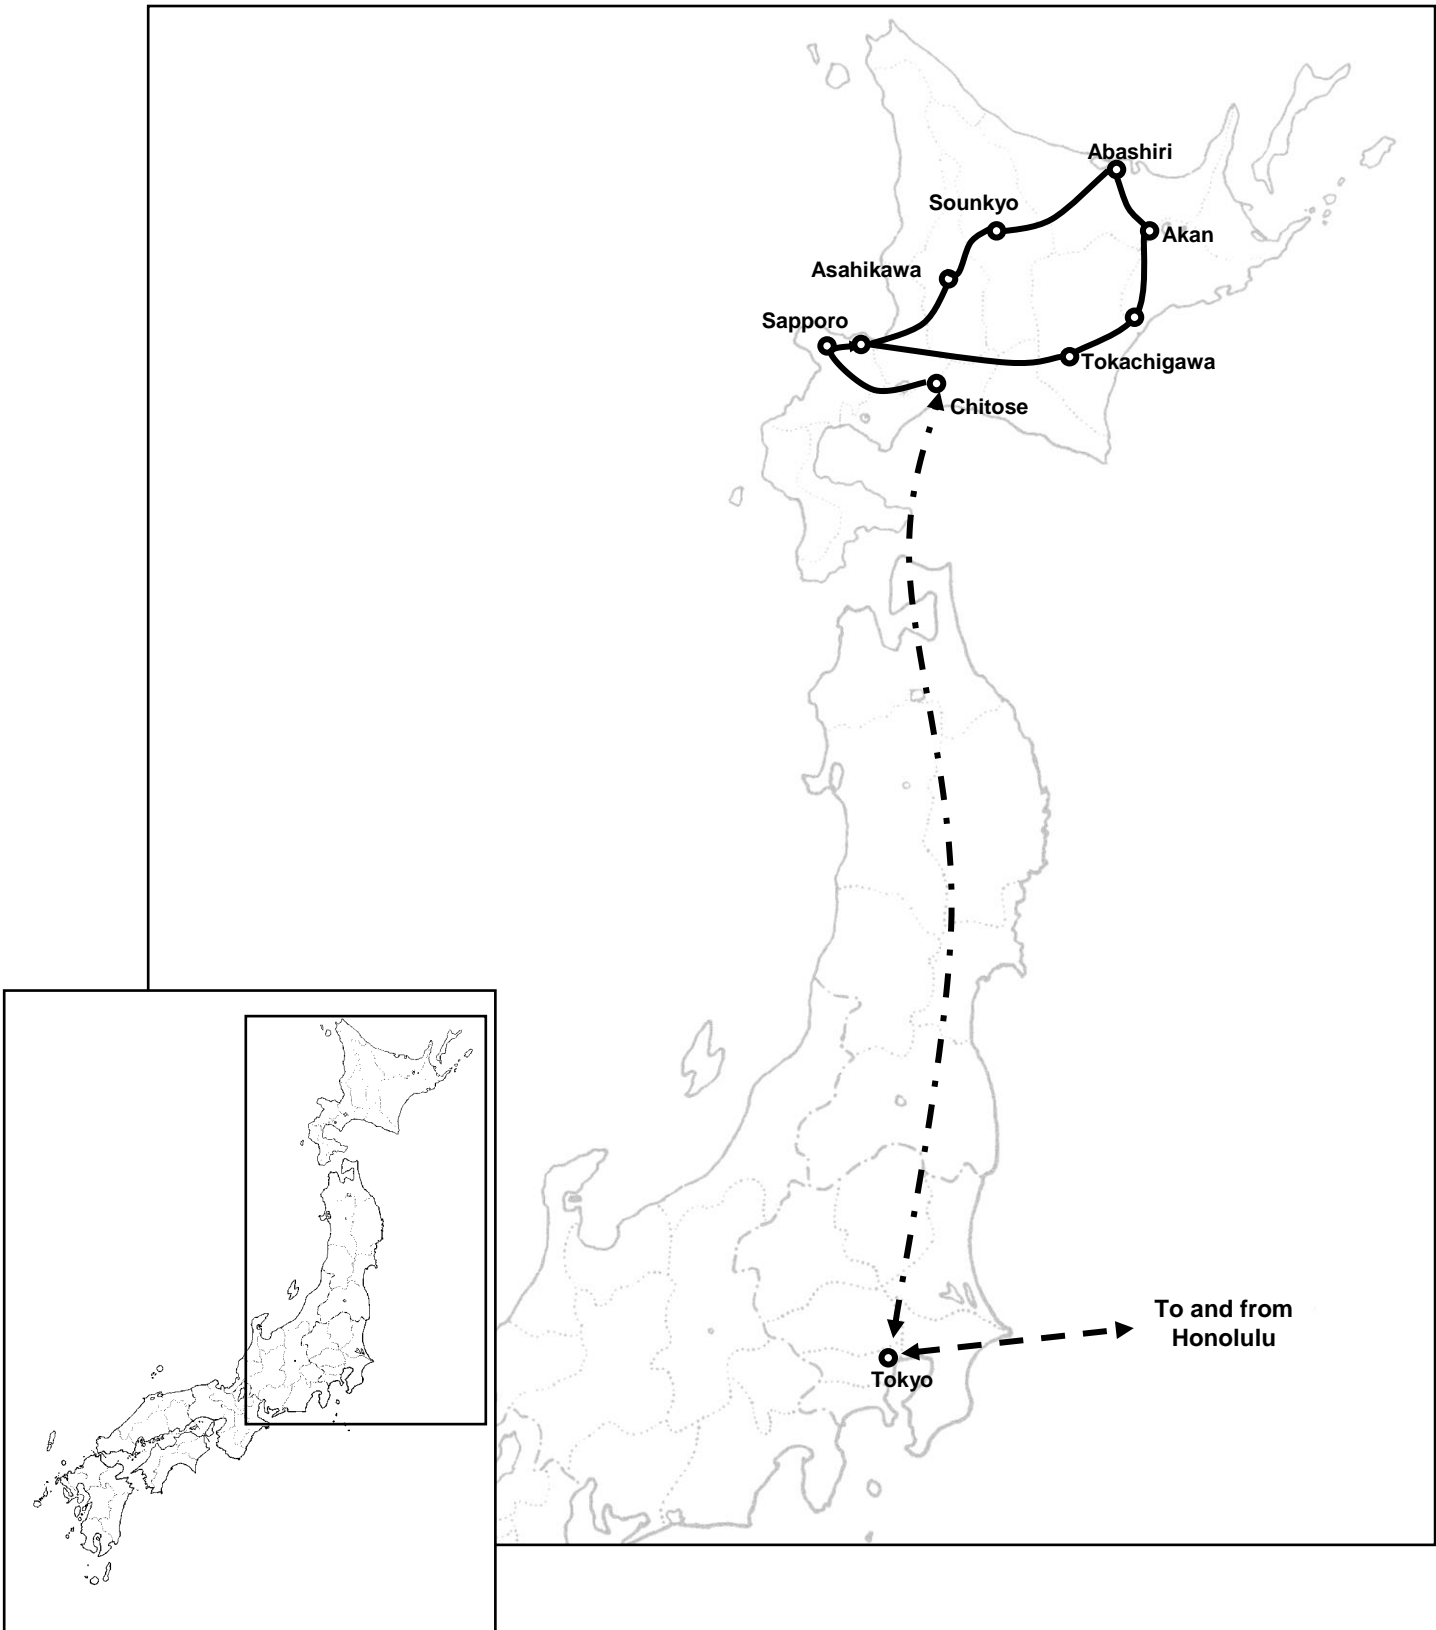 Abashiri
Sounkyo
Akan
Asahikawa
Sapporo
Tokachigawa
Chitose
To and from
Honolulu
Tokyo